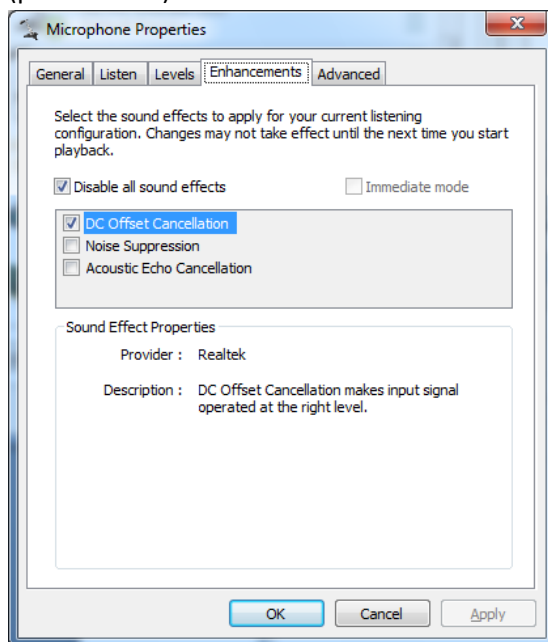 Microphone Properties
General Listen Levels Enhancements Advanced
Select the sound effects to apply for your current listening
configuration. Changes may not take effect until the next time you start
playback.
Disable all sound effects Immediate mode
DC Offset Cancellation
Noise Suppression
Acoustic Echo Cancellation
Sound Effect Properties
Provider : Realtek
Description : DC Offset Cancellation makes input signal
operated at the right level.
OK Cancel Apply